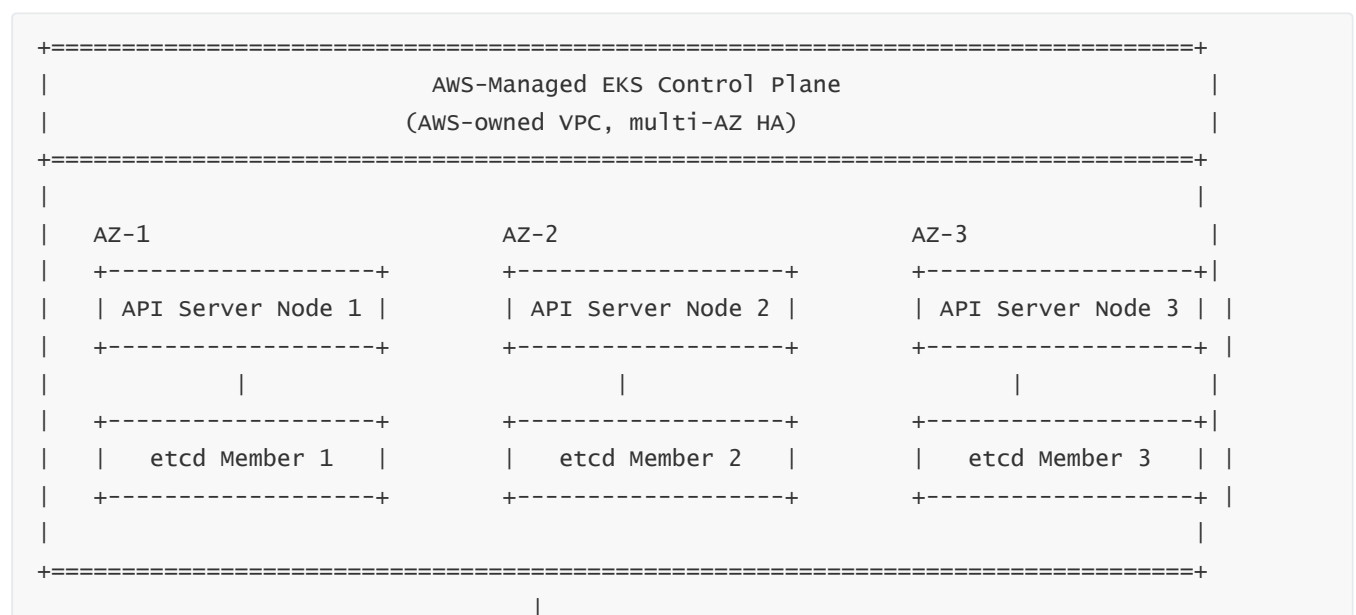 +=================================================================================+
|                            AWS-Managed EKS Control Plane                           |
|                          (AWS-owned VPC, multi-AZ HA)                              |
+=================================================================================+
|                                                                                   |
|   AZ-1                          AZ-2                          AZ-3                 |
|   +-------------------+        +-------------------+        +-------------------+|
|   | API Server Node 1 |        | API Server Node 2 |        | API Server Node 3 | |
|   +-------------------+        +-------------------+        +-------------------+ |
|             |                           |                            |             |
|   +-------------------+        +-------------------+        +-------------------+|
|   |   etcd Member 1   |        |   etcd Member 2   |        |   etcd Member 3   | |
|   +-------------------+        +-------------------+        +-------------------+ |
|                                                                                   |
+=================================================================================+
                                   |